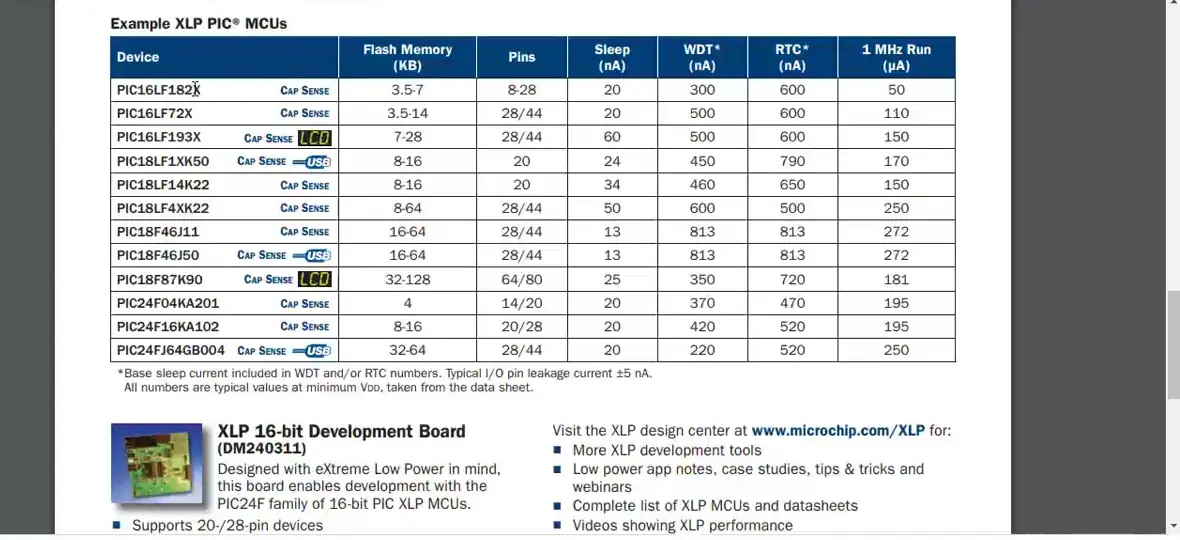 Example XLP PIC® MCUs
Device Flash Memory (KB) Pins Sleep (nA) WDT* (nA) RTC* (nA) 1 MHz Run (µA)
PIC16LF182X CAP SENSE 3.5-7 8-28 20 300 600 50
PIC16LF72X CAP SENSE 3.5-14 28/44 20 500 600 110
PIC16LF193X CAP SENSE LCD 7-28 28/44 60 500 600 150
PIC18LF1XK50 CAP SENSE USB 8-16 20 24 450 790 170
PIC18LF14K22 CAP SENSE 8-16 20 34 460 650 150
PIC18LF4XK22 CAP SENSE 8-64 28/44 50 600 500 250
PIC18F46J11 CAP SENSE 16-64 28/44 13 813 813 272
PIC18F46J50 CAP SENSE USB 16-64 28/44 13 813 813 272
PIC18F87K90 CAP SENSE LCD 32-128 64/80 25 350 720 181
PIC24F04KA201 CAP SENSE 4 14/20 20 370 470 195
PIC24F16KA102 CAP SENSE 8-16 20/28 20 420 520 195
PIC24FJ64GB004 CAP SENSE USB 32-64 28/44 20 220 520 250
*Base sleep current included in WDT and/or RTC numbers. Typical I/O pin leakage current ±5 nA.
All numbers are typical values at minimum VDD, taken from the data sheet.
XLP 16-bit Development Board
(DM240311)
Designed with eXtreme Low Power in mind,
this board enables development with the
PIC24F family of 16-bit PIC XLP MCUs.
■ Supports 20-/28-pin devices
Visit the XLP design center at www.microchip.com/XLP for:
■ More XLP development tools
■ Low power app notes, case studies, tips & tricks and
webinars
■ Complete list of XLP MCUs and datasheets
■ Videos showing XLP performance